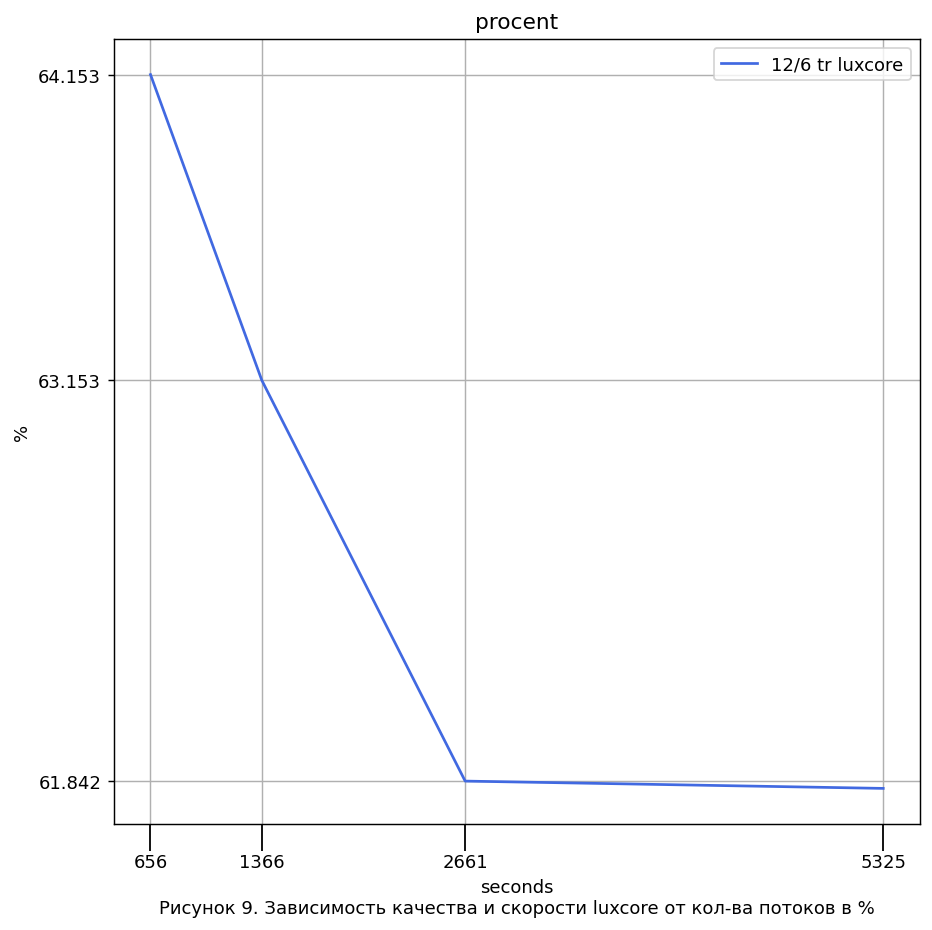 procent
12/6 tr luxcore
64.153
63.153
61.842
%
656 1366 2661 5325
seconds
Рисунок 9. Зависимость качества и скорости luxcore от кол-ва потоков в %